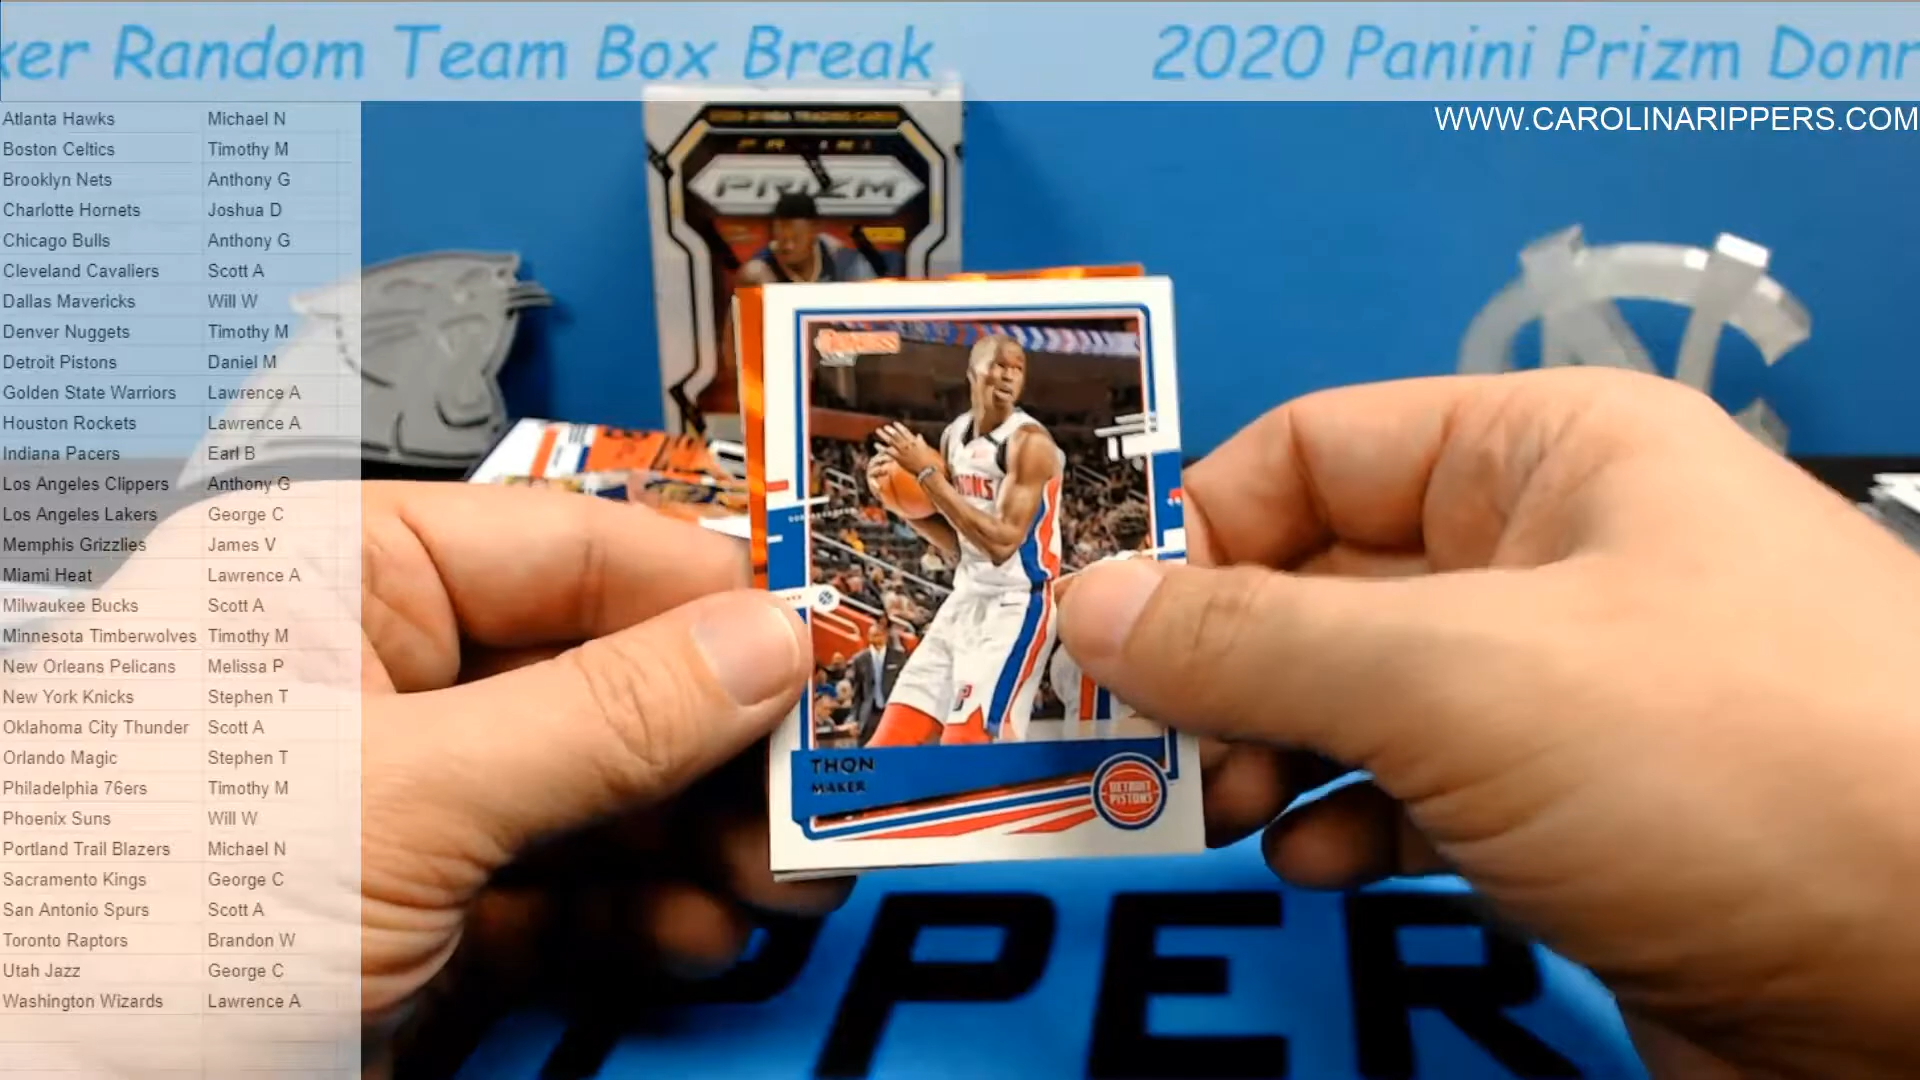 ker Random Team Box Break 2020 Panini Prizm Donr
WWW.CAROLINARIPPERS.COM
Atlanta Hawks Michael N
Boston Celtics Timothy M
Brooklyn Nets Anthony G
Charlotte Hornets Joshua D
Chicago Bulls Anthony G
Cleveland Cavaliers Scott A
Dallas Mavericks Will W
Denver Nuggets Timothy M
Detroit Pistons Daniel M
Golden State Warriors Lawrence A
Houston Rockets Lawrence A
Indiana Pacers Earl B
Los Angeles Clippers Anthony G
Los Angeles Lakers George C
Memphis Grizzlies James V
Miami Heat Lawrence A
Milwaukee Bucks Scott A
Minnesota Timberwolves Timothy M
New Orleans Pelicans Melissa P
New York Knicks Stephen T
Oklahoma City Thunder Scott A
Orlando Magic Stephen T
Philadelphia 76ers Timothy M
Phoenix Suns Will W
Portland Trail Blazers Michael N
Sacramento Kings George C
San Antonio Spurs Scott A
Toronto Raptors Brandon W
Utah Jazz George C
Washington Wizards Lawrence A
PRIZM
THON
MAKER
DETROIT
PISTONS
PPER